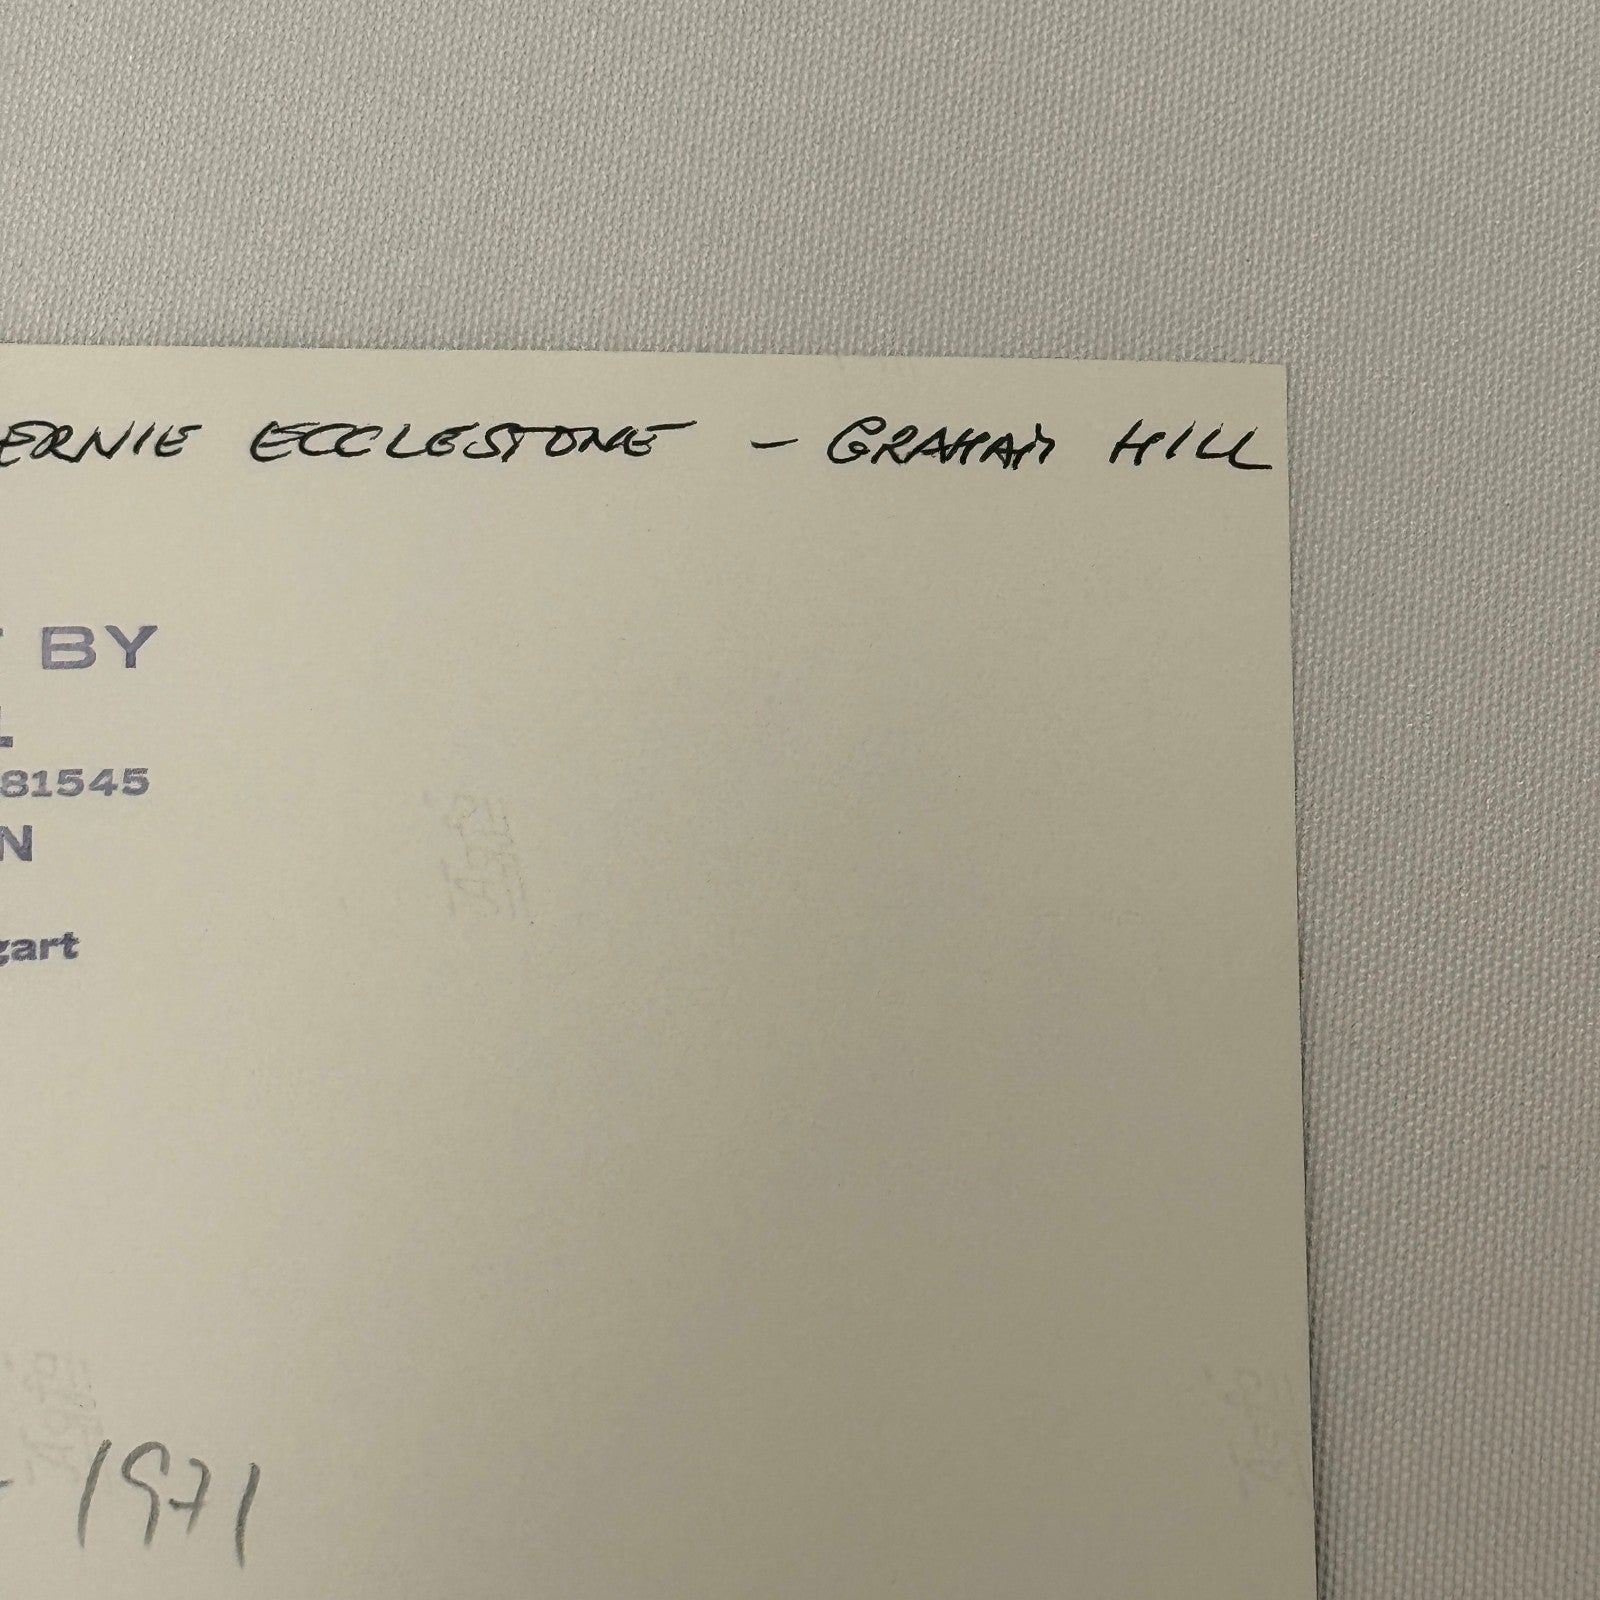 ERNIE ECCLESTONE - GRAHAM HILL
BY
L
81545
N
gart
- 1971